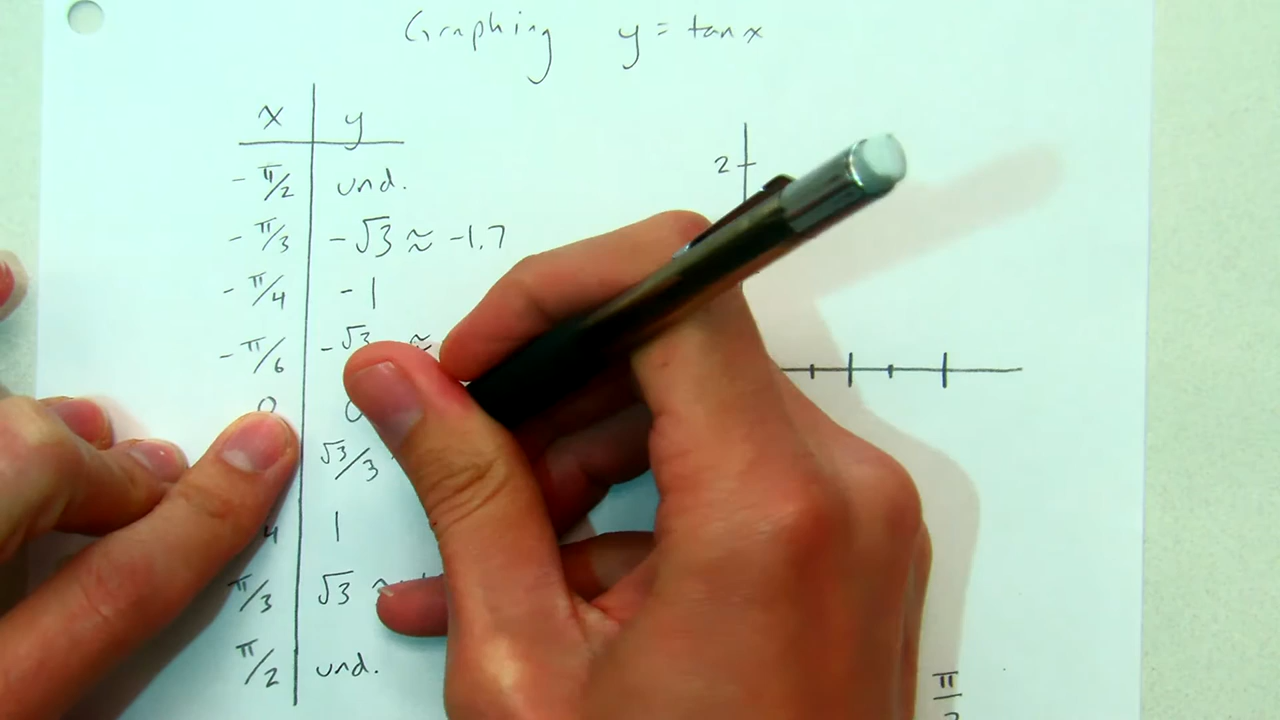 Graphing y = tan x
x y
2
-π/2 und.
-π/3 -√3 ≈ -1.7
-π/4 -1
-π/6 -√3 ≈
0 0
√3/3
4 1
π/3 √3 ≈
π/2 und.
π